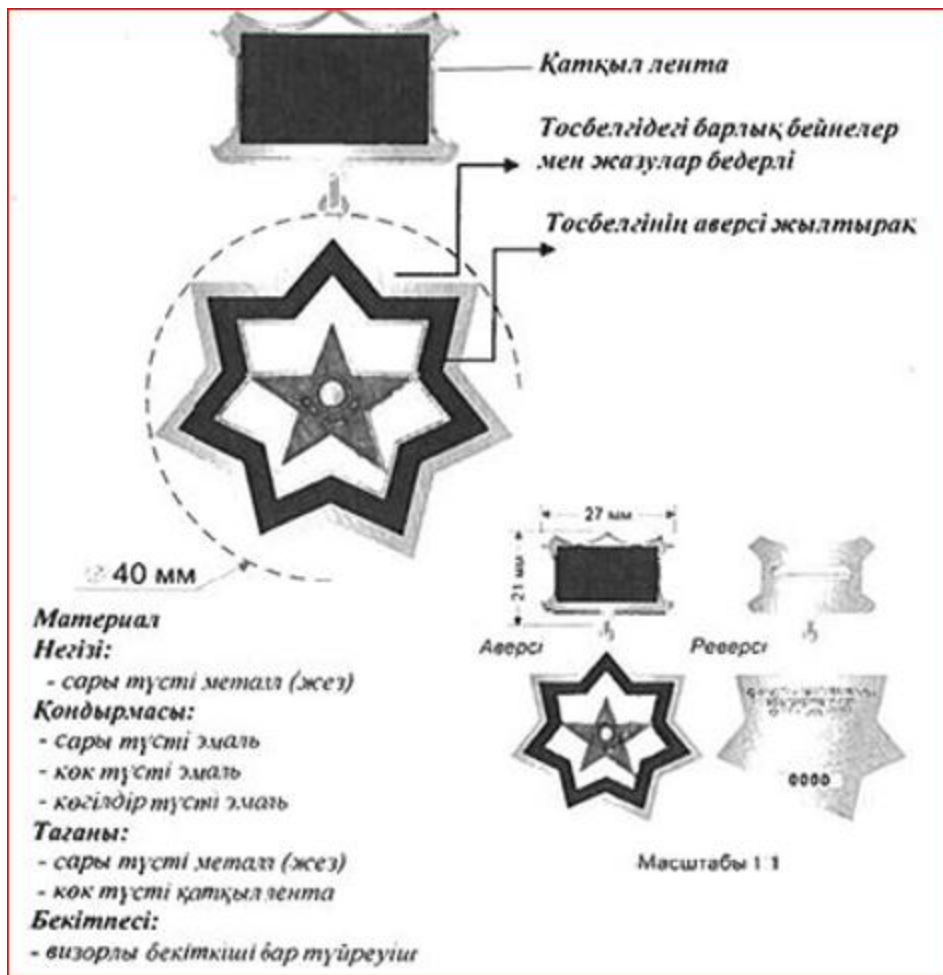 Қатқыл лента
Төсбелгідегі барлық бейнелер
мен жазулар бедерлі
Төсбелгінің аверсі жылтырақ
40 мм
27 мм
21 мм
Аверсі
Реверсі
0000
Масштабы 1:1
Материал
Негізі:
- сары түсті металл (жез)
Қондырмасы:
- сары түсті эмаль
- көк түсті эмаль
- көгілдір түсті эмаль
Тағаны:
- сары түсті металл (жез)
- көк түсті қатқыл лента
Бекітпесі:
- визорлы бекіткіші бар түйреуіш